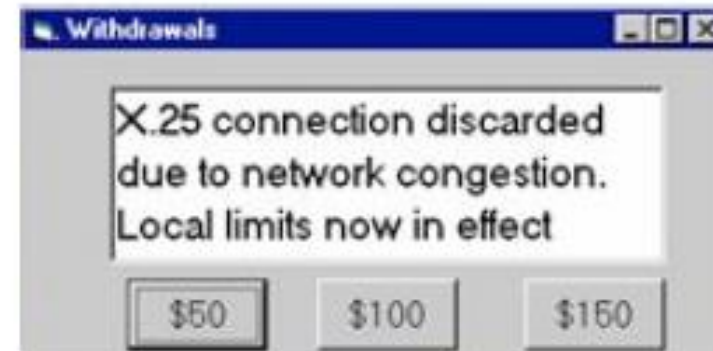 Withdrawals
X.25 connection discarded
due to network congestion.
Local limits now in effect
$50 $100 $150